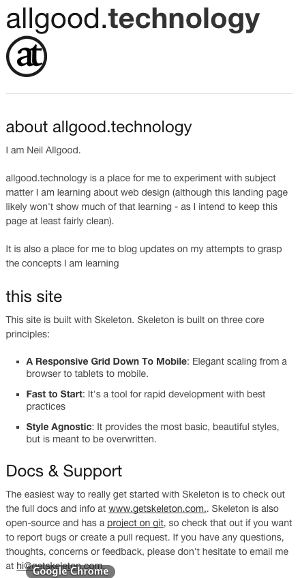 allgood.technology
at
about allgood.technology
I am Neil Allgood.
allgood.technology is a place for me to experiment with subject
matter I am learning about web design (although this landing page
likely won't show much of that learning - as I intend to keep this
page at least fairly clean).
It is also a place for me to blog updates on my attempts to grasp
the concepts I am learning
this site
This site is built with Skeleton. Skeleton is built on three core
principles:
A Responsive Grid Down To Mobile: Elegant scaling from a
browser to tablets to mobile.
Fast to Start: It's a tool for rapid development with best
practices
Style Agnostic: It provides the most basic, beautiful styles,
but is meant to be overwritten.
Docs & Support
The easiest way to really get started with Skeleton is to check out
the full docs and info at www.getskeleton.com.. Skeleton is also
open-source and has a project on git, so check that out if you want
to report bugs or create a pull request. If you have any questions,
thoughts, concerns or feedback, please don't hesitate to email me
at hi@getskeleton.com
Google Chrome